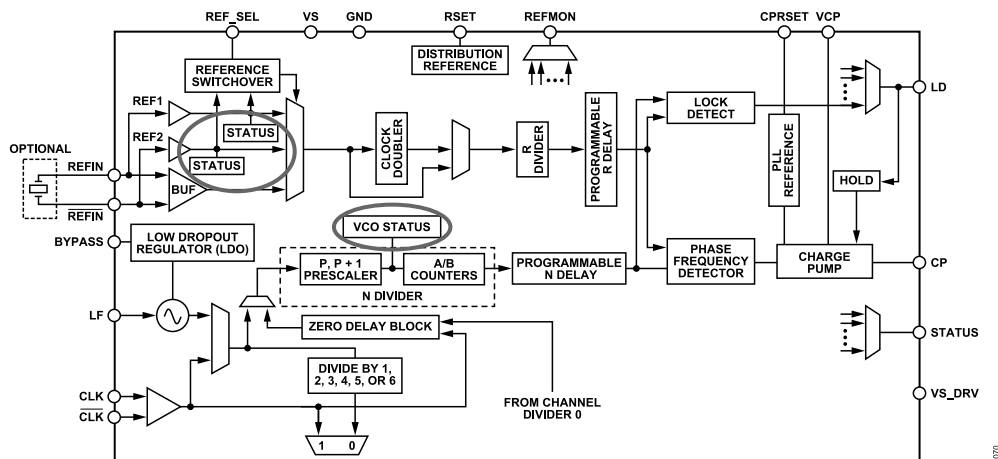 REF_SEL
VS
GND
RSET
REFMON
CPRSET
VCP
DISTRIBUTION
REFERENCE
REFERENCE
SWITCHOVER
REF1
REF2
STATUS
STATUS
BUF
OPTIONAL
REFIN
REFIN
CLOCK
DOUBLER
R
DIVIDER
PROGRAMMABLE
R DELAY
LOCK
DETECT
PLL
REFERENCE
HOLD
LD
BYPASS
LOW DROPOUT
REGULATOR (LDO)
VCO STATUS
P, P + 1
PRESCALER
A/B
COUNTERS
N DIVIDER
PROGRAMMABLE
N DELAY
PHASE
FREQUENCY
DETECTOR
CHARGE
PUMP
CP
LF
ZERO DELAY BLOCK
STATUS
DIVIDE BY 1,
2, 3, 4, 5, OR 6
FROM CHANNEL
DIVIDER 0
VS_DRV
CLK
CLK
1 0
070